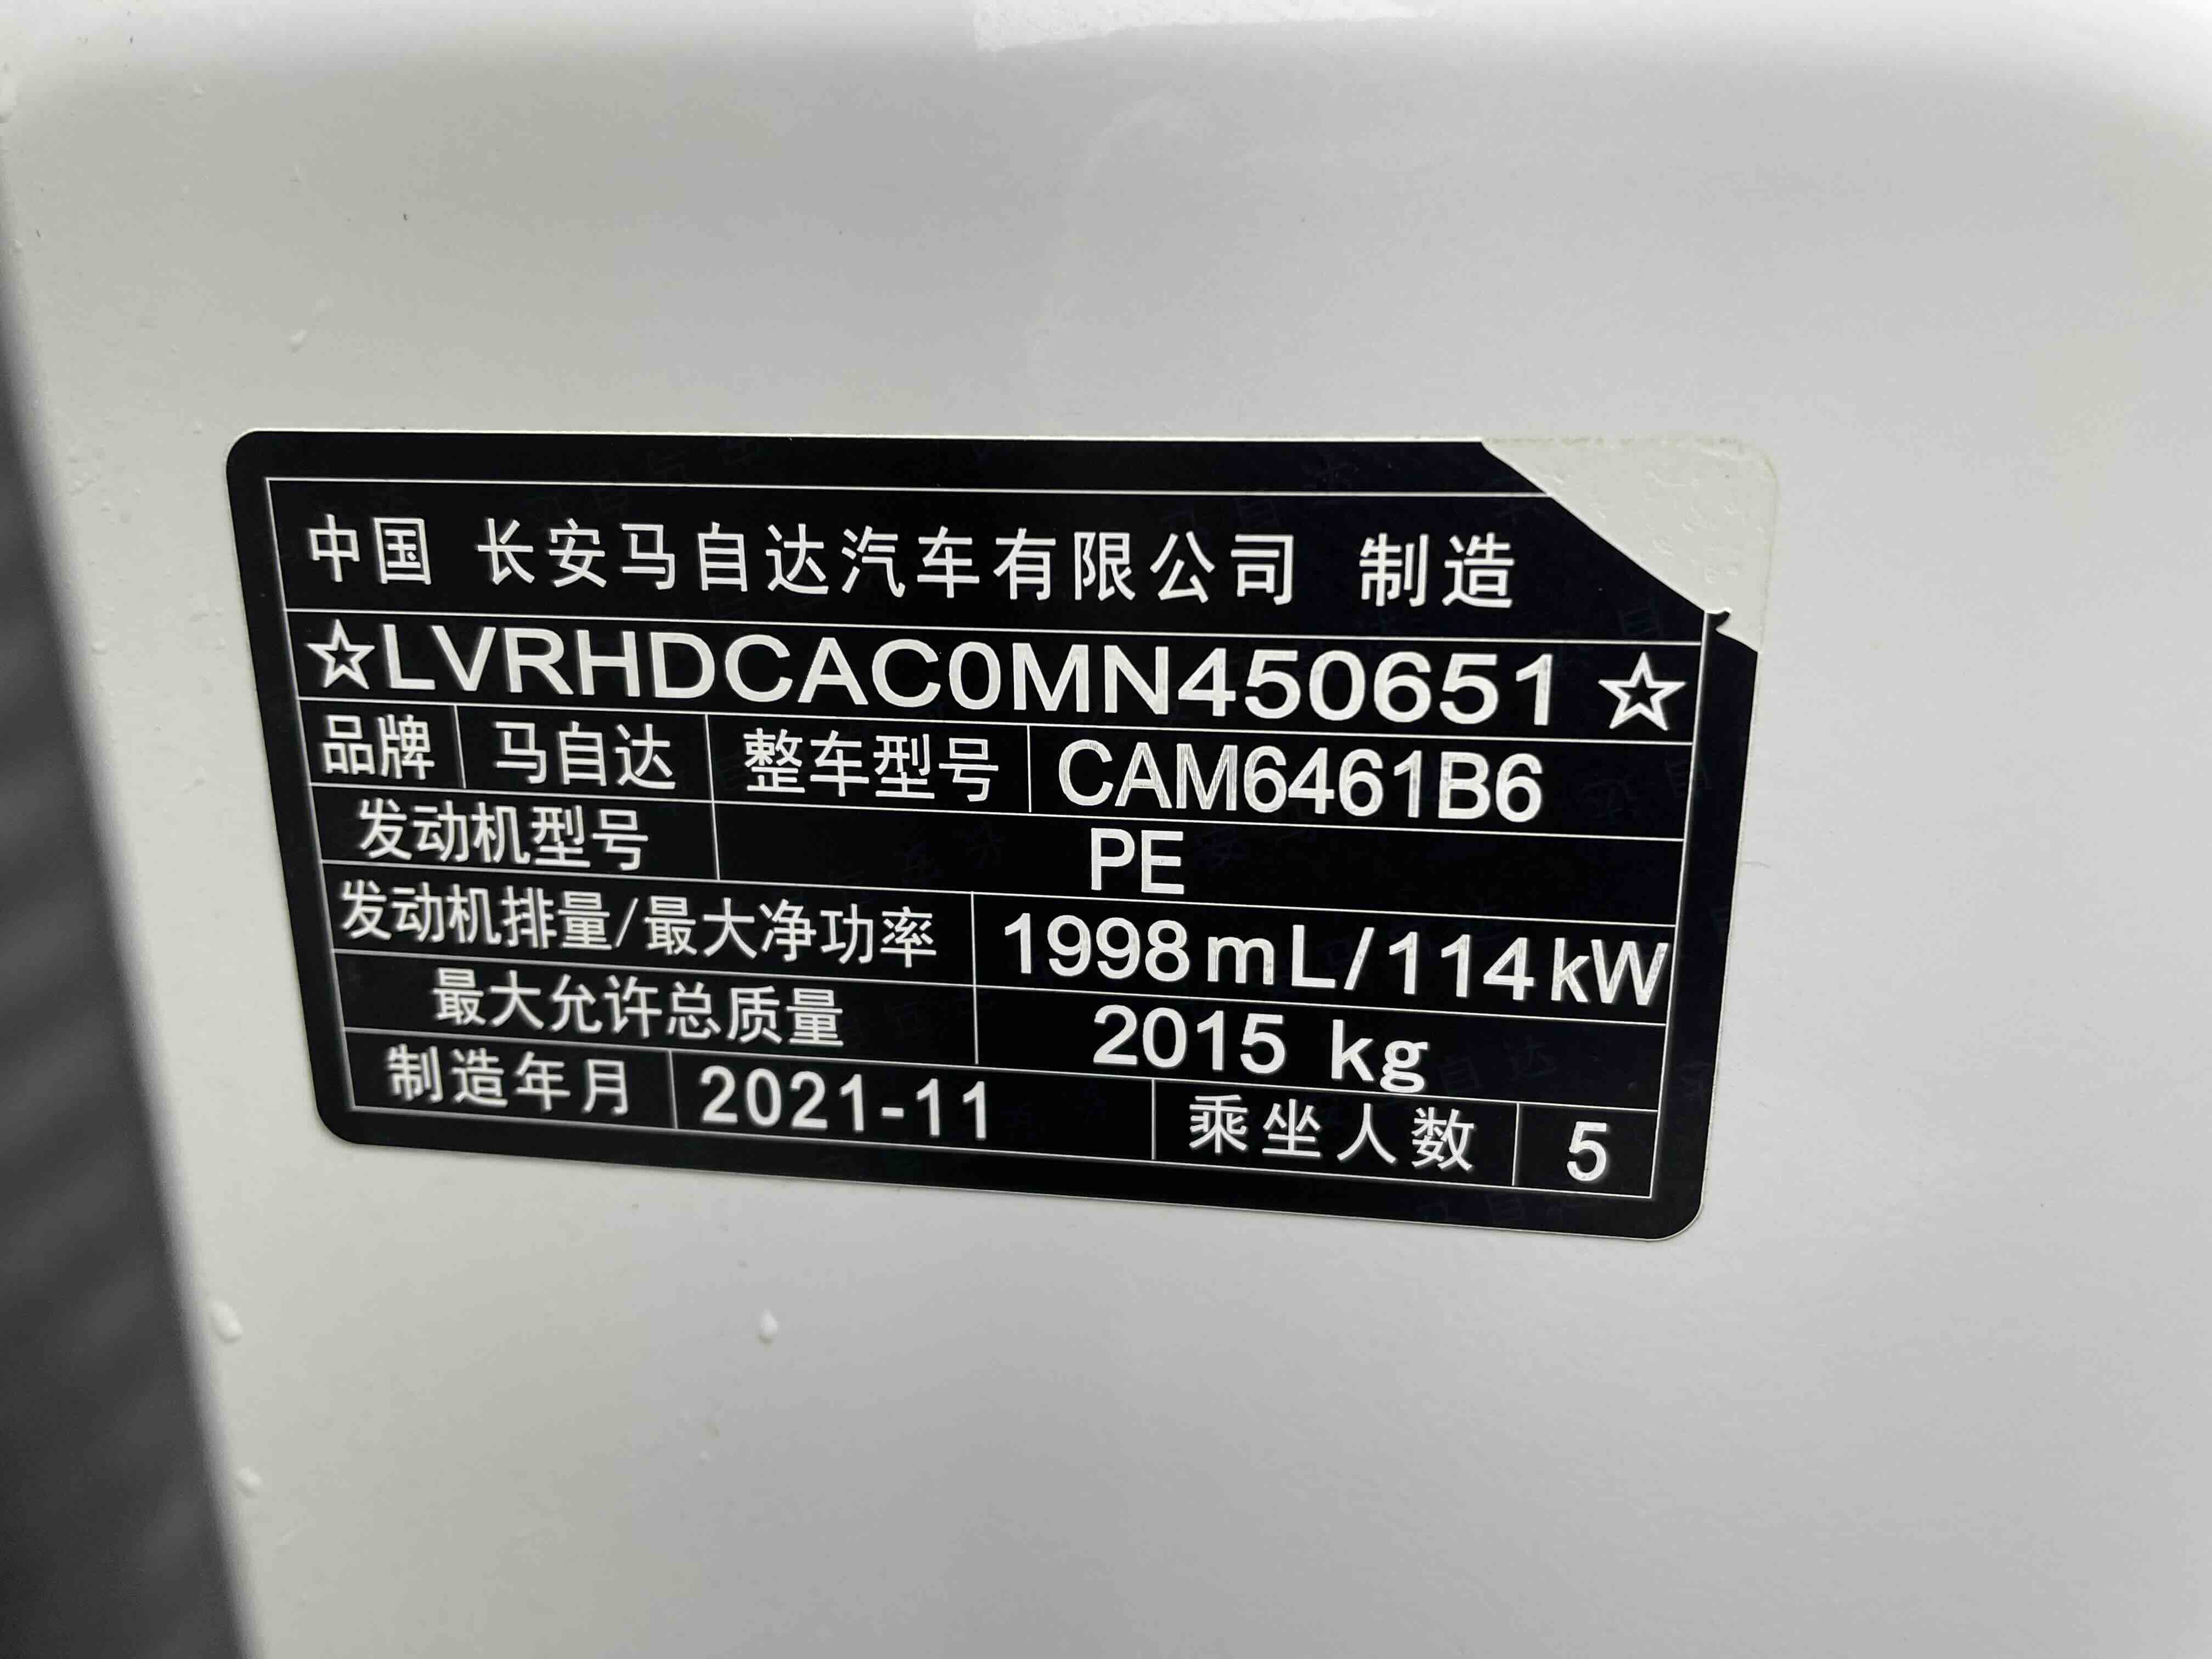 中国 长安马自达汽车有限公司 制造
☆LVRHDCAC0MN450651☆
品牌 马自达 整车型号 CAM6461B6
发动机型号 PE
发动机排量/最大净功率 1998mL/114kW
最大允许总质量 2015 kg
制造年月 2021-11 乘坐人数 5